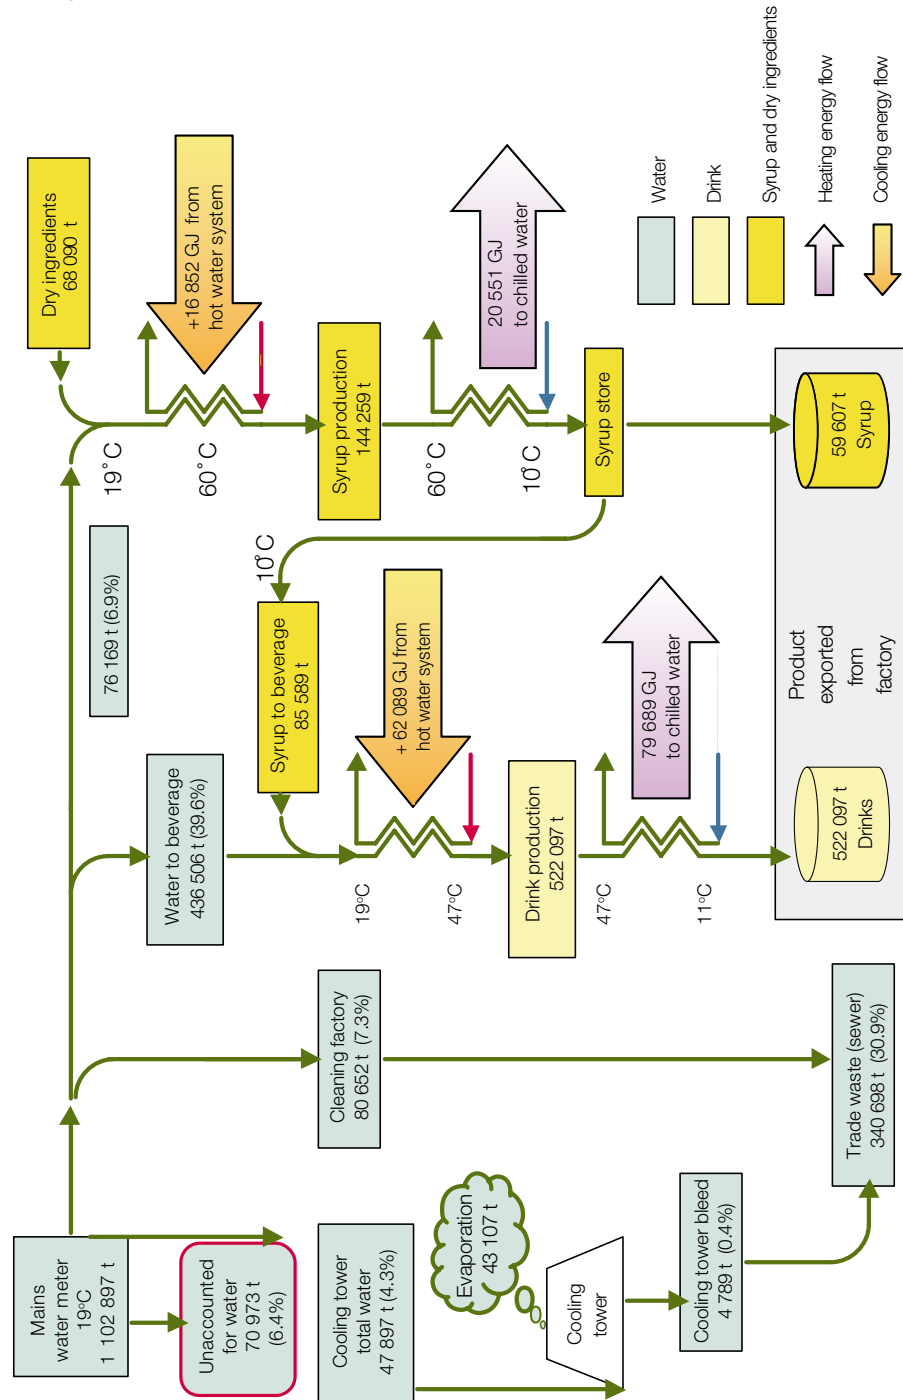 Mains
water meter
19°C
1 102 897 t
Unaccounted
for water
70 973 t
(6.4%)
Cooling tower
total water
47 897 t (4.3%)
Evaporation
43 107 t
Cooling
tower
Cooling tower bleed
4 789 t (0.4%)
Trade waste (sewer)
340 698 t (30.9%)
Cleaning factory
80 652 t (7.3%)
Water to beverage
436 506 t (39.6%)
76 169 t (6.9%)
Dry ingredients
68 090 t
19°C
60°C
+16 852 GJ from
hot water system
Syrup production
144 259 t
60°C
10°C
20 551 GJ
to chilled water
Syrup store
10°C
Syrup to beverage
85 589 t
19°C
47°C
+ 62 089 GJ from
hot water system
Drink production
522 097 t
47°C
11°C
79 689 GJ
to chilled water
522 097 t
Drinks
Product
exported
from
factory
59 607 t
Syrup
Water
Drink
Syrup and dry ingredients
Heating energy flow
Cooling energy flow